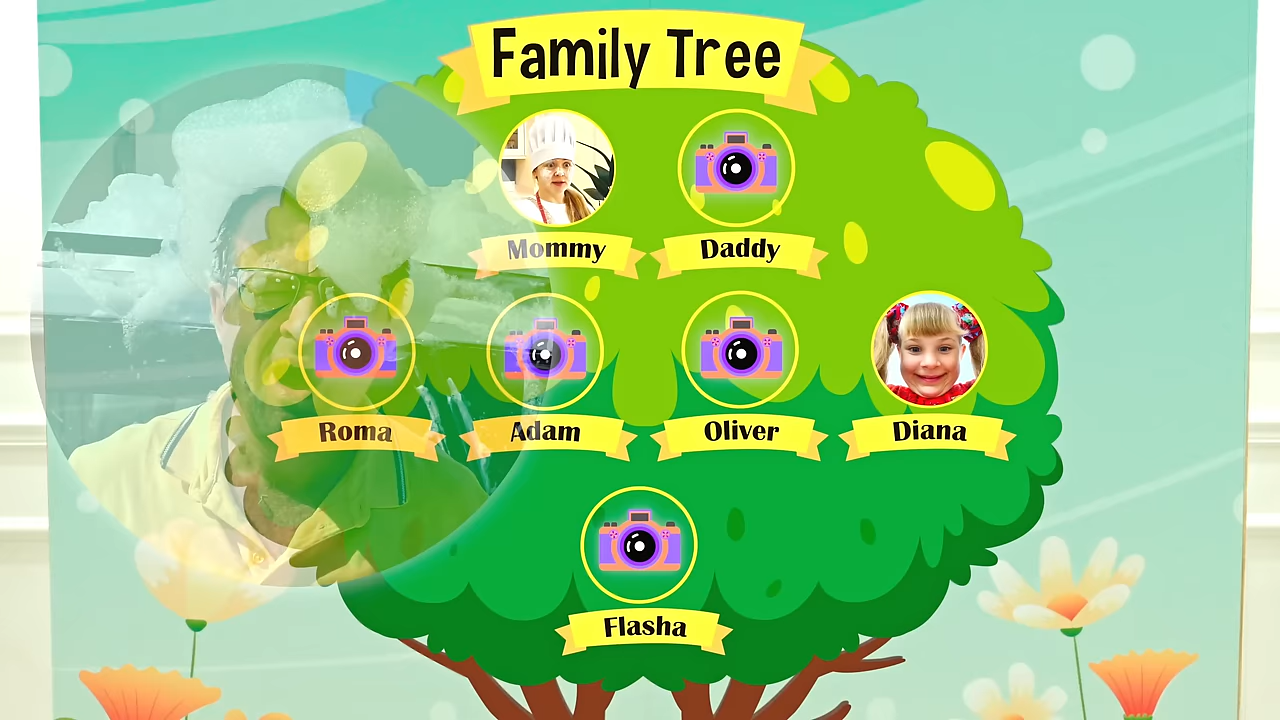 Family Tree
Mommy
Daddy
Roma
Adam
Oliver
Diana
Flasha